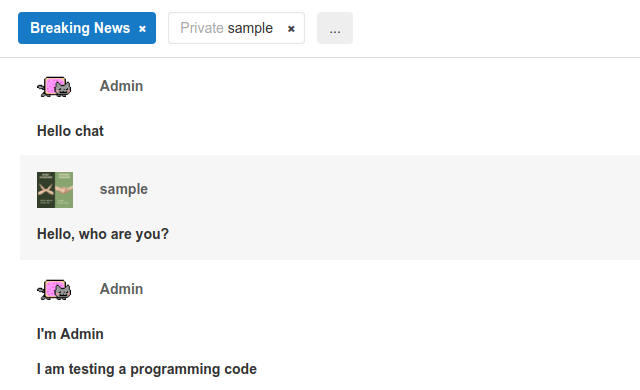 Breaking News × Private sample × ...
Admin
Hello chat
sample
Hello, who are you?
Admin
I'm Admin
I am testing a programming code